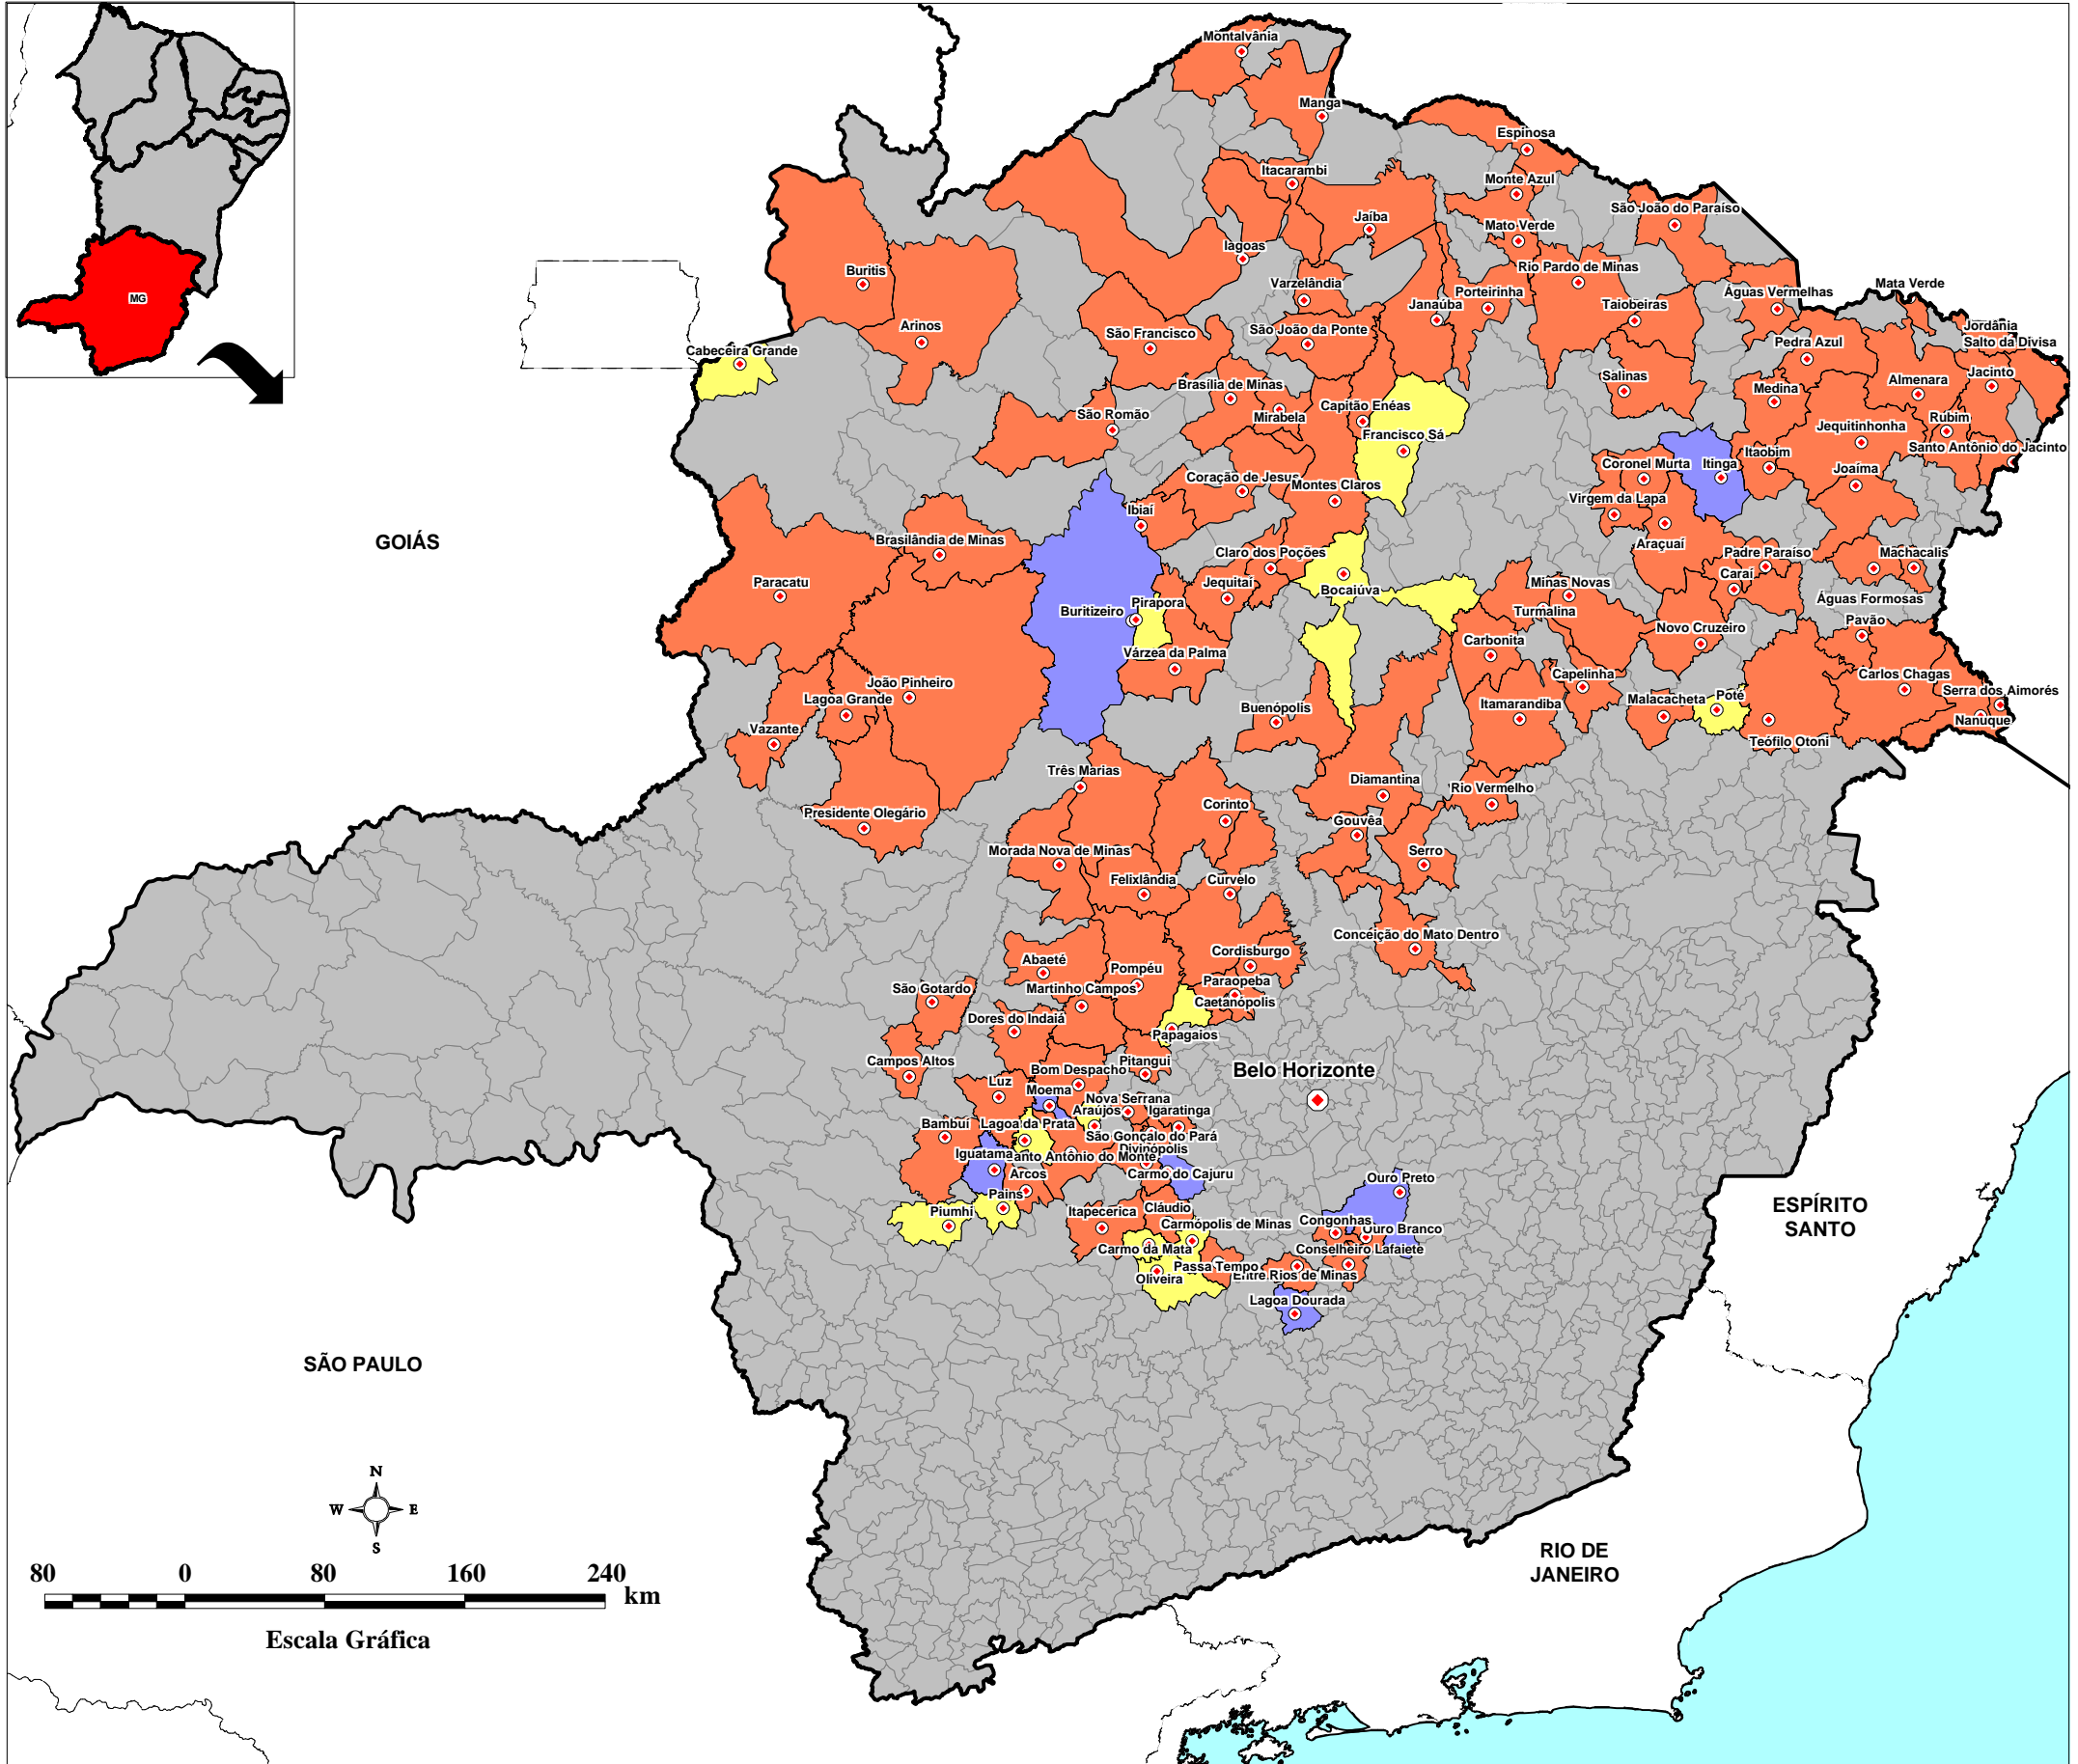 MG
Montalvânia
Manga
Espinosa
Itacarambi
Monte Azul
São João do Paraíso
Jaíba
Mato Verde
lagoas
Rio Pardo de Minas
Buritis
Varzelândia
Janaúba
Porteirinha
Taiobeiras
Águas Vermelhas
Mata Verde
Arinos
São Francisco
São João da Ponte
Jordânia
Pedra Azul
Salto da Divisa
Cabeceira Grande
Brasília de Minas
Salinas
Medina
Almenara
Jacinto
São Romão
Mirabela
Capitão Enéas
Francisco Sá
Jequitinhonha
Rubim
Santo Antônio do Jacinto
Coronel Murta
Itinga
Itaobim
Joaíma
Coração de Jesus
Montes Claros
Virgem da Lapa
Ibiaí
GOIÁS
Brasilândia de Minas
Claro dos Poções
Araçuaí
Padre Paraíso
Machacalis
Paracatu
Jequitaí
Bocaiúva
Minas Novas
Caraí
Buritizeiro
Pirapora
Turmalina
Águas Formosas
Várzea da Palma
Carbonita
Novo Cruzeiro
Pavão
João Pinheiro
Lagoa Grande
Capelinha
Carlos Chagas
Vazante
Buenópolis
Itamarandiba
Malacacheta
Poté
Serra dos Aimorés
Nanuque
Teófilo Otoni
Três Marias
Diamantina
Rio Vermelho
Presidente Olegário
Corinto
Gouvêa
Morada Nova de Minas
Serro
Felixlândia
Curvelo
Conceição do Mato Dentro
Abaeté
Pompéu
Cordisburgo
São Gotardo
Martinho Campos
Paraopeba
Caetanópolis
Dores do Indaiá
Papagaios
Campos Altos
Pitangui
Bom Despacho
Belo Horizonte
Luz
Moema
Nova Serrana
Araújos
Igaratinga
Bambuí
Lagoa da Prata
São Gonçalo do Pará
Divinópolis
Iguatama
anto Antônio do Monte
Arcos
Carmo do Cajuru
Ouro Preto
Pains
Piumhi
Itapecerica
Cláudio
Carmópolis de Minas
Congonhas
Ouro Branco
Carmo da Mata
Conselheiro Lafaiete
Passa Tempo
Entre Rios de Minas
Oliveira
Lagoa Dourada
ESPÍRITO
SANTO
SÃO PAULO
N
W
E
S
RIO DE
JANEIRO
80
0
80
160
240
km
Escala Gráfica